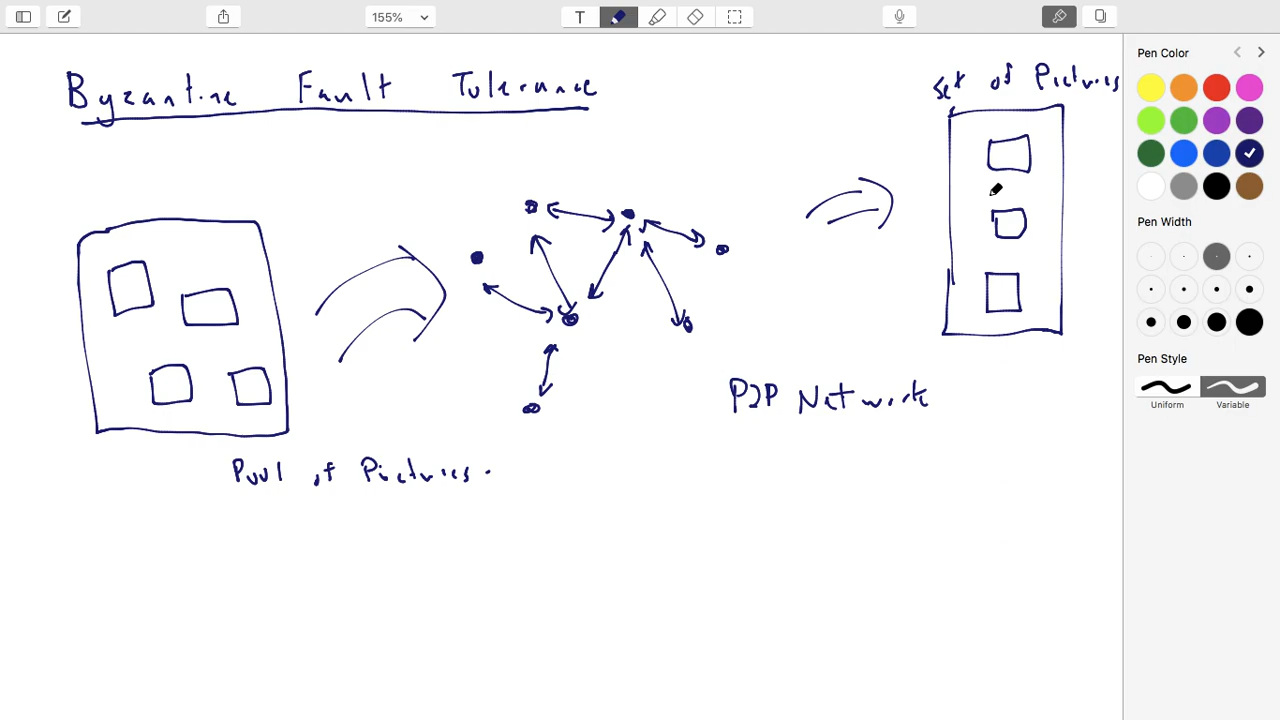 155%
T
Byzantine Fault Tolerance
Set of Pictures
P2P Network
Pool of Pictures.
Pen Color
Pen Width
Pen Style
Uniform
Variable